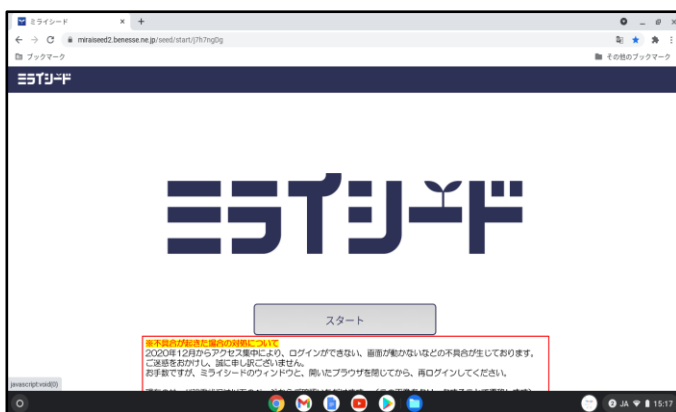 ミライシード
miraiseed2.benesse.ne.jp/seed/start/j7h7ngDg
ブックマーク
その他のブックマーク
ミライシード
ミライシード
スタート
※不具合が起きた場合の対処について
2020年12月からアクセス集中により、ログインができない、画面が動かないなどの不具合が生じております。
ご迷惑をおかけし、誠に申し訳ございません。
お手数ですが、ミライシードのウィンドウと、開いたブラウザを閉じてから、再ログインしてください。
javascript:void(0)
JA
15:17